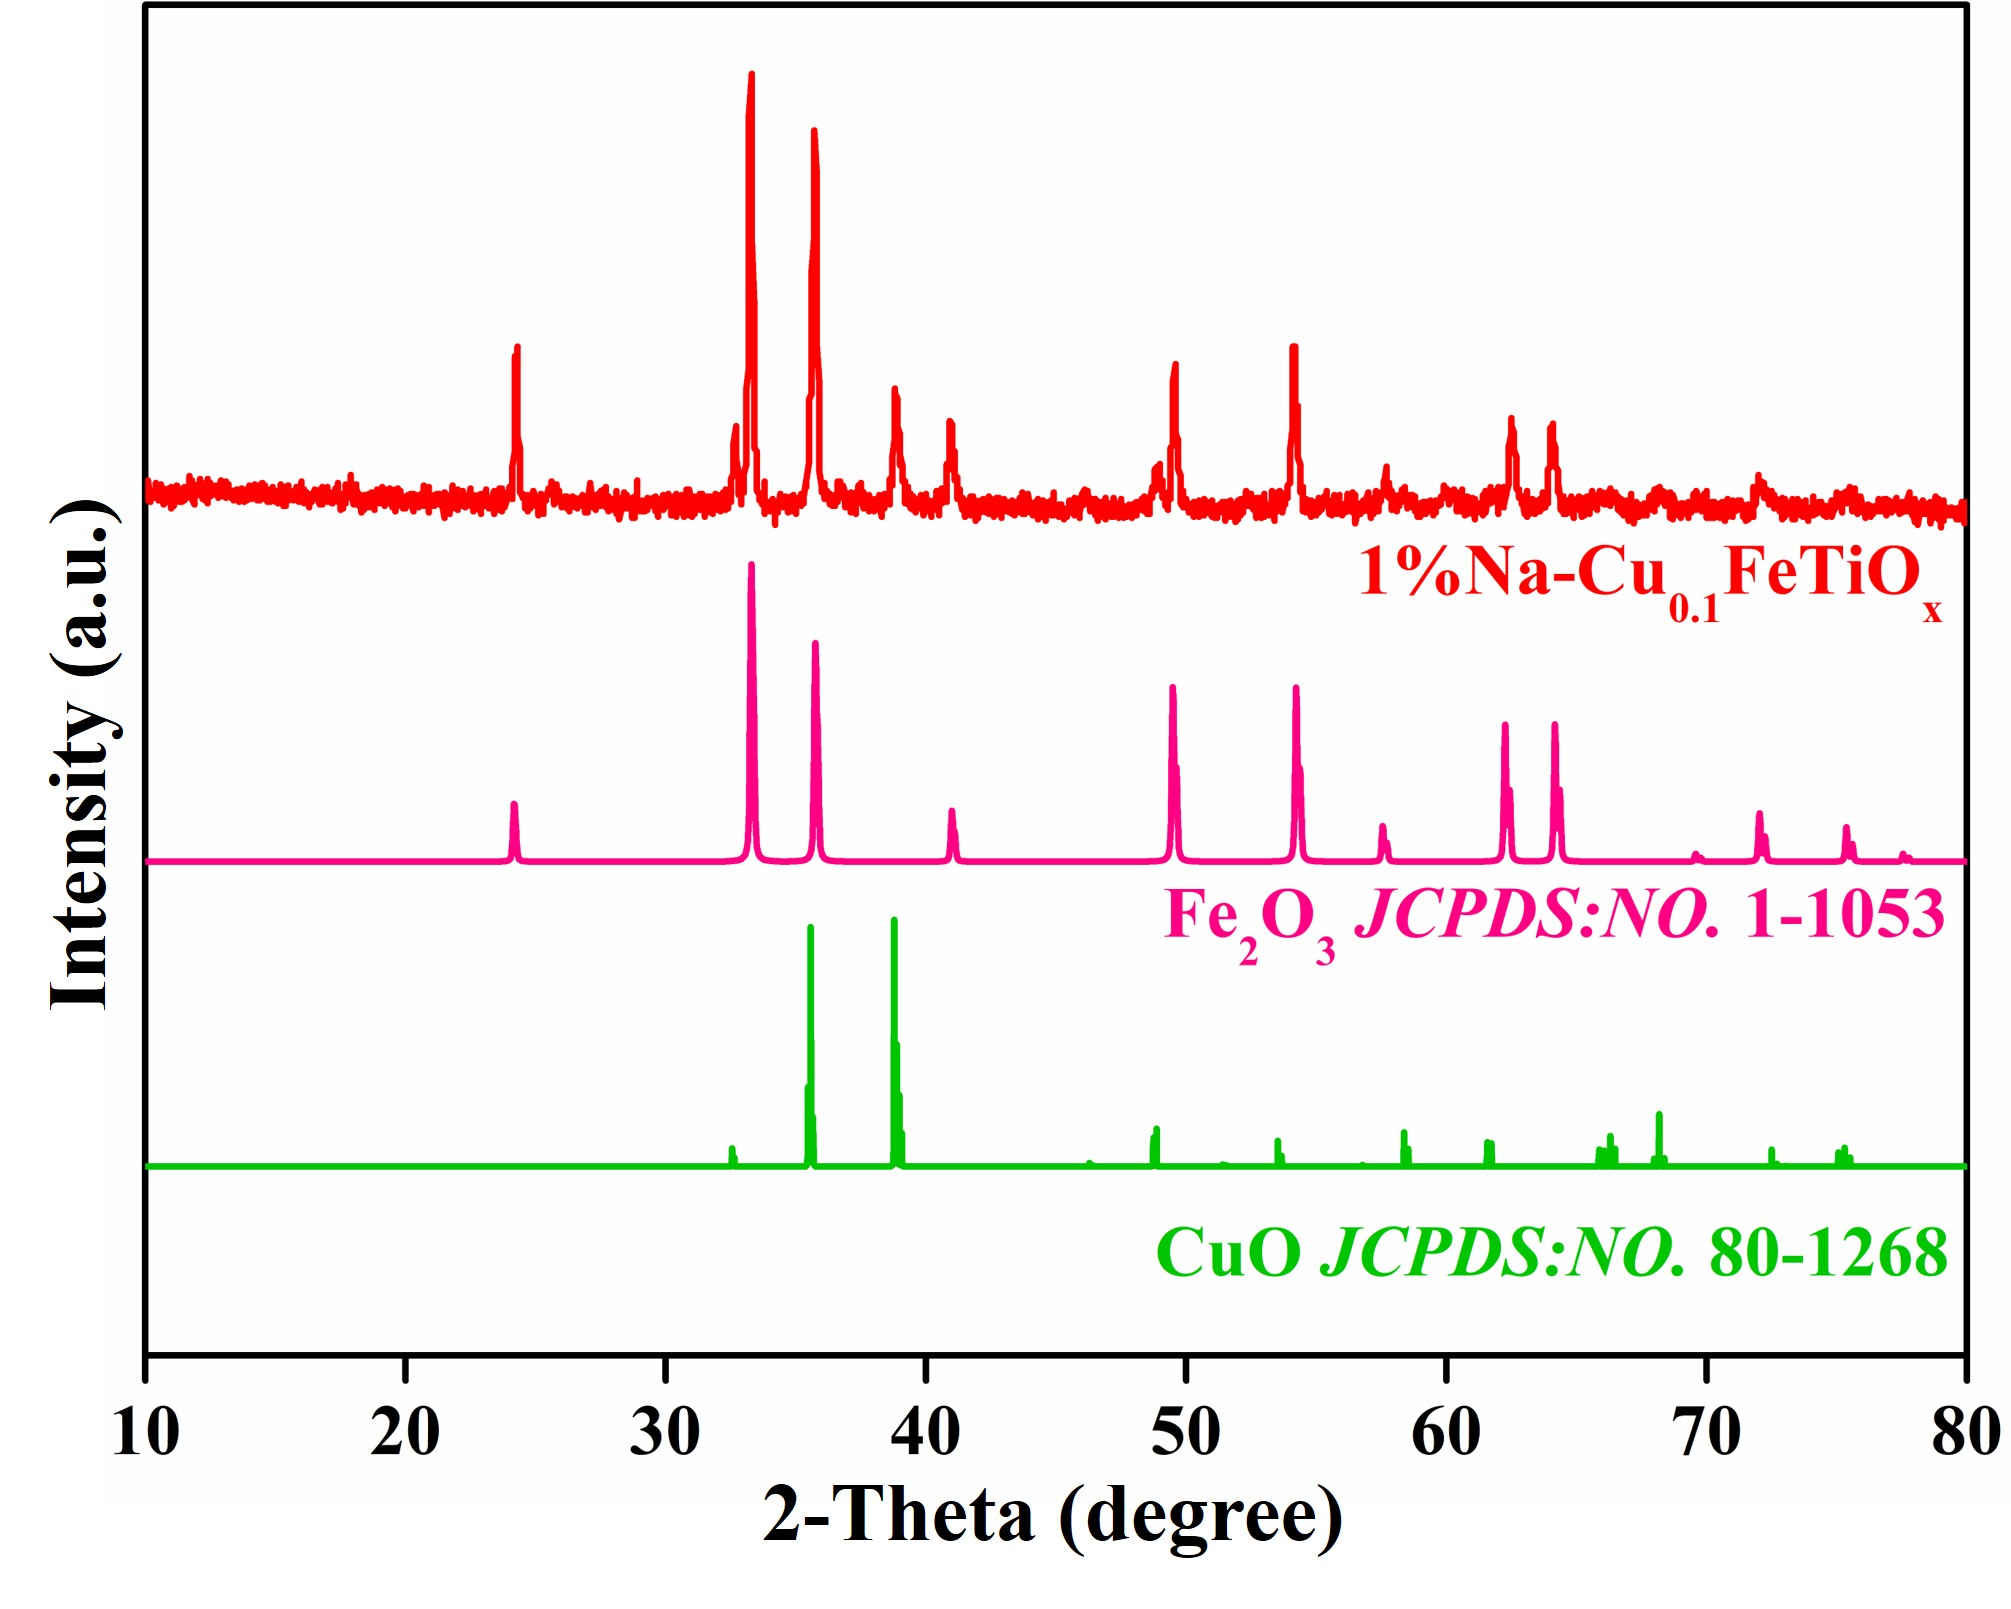 Intensity (a.u.)
1%Na-Cu0.1FeTiOx
Fe2O3 JCPDS:NO. 1-1053
CuO JCPDS:NO. 80-1268
10 20 30 40 50 60 70 80
2-Theta (degree)